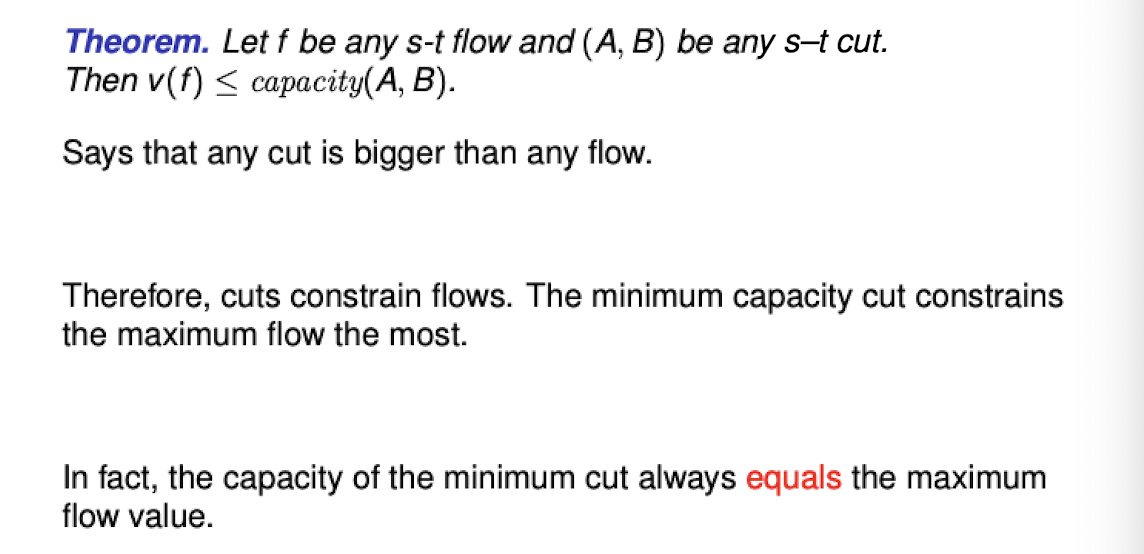 Theorem. Let f be any s-t flow and (A, B) be any s–t cut.
Then v(f) ≤ capacity(A, B).
Says that any cut is bigger than any flow.
Therefore, cuts constrain flows. The minimum capacity cut constrains
the maximum flow the most.
In fact, the capacity of the minimum cut always equals the maximum
flow value.